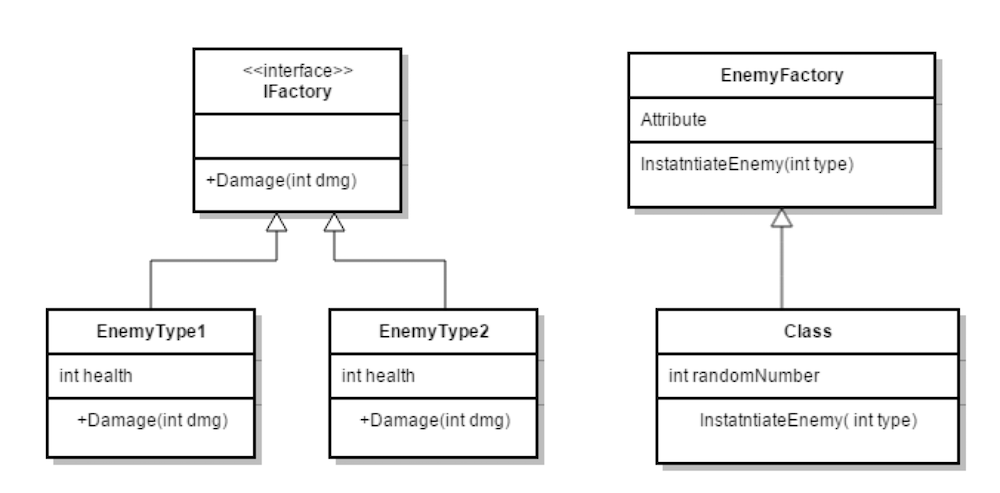 <<interface>>
IFactory
+Damage(int dmg)
EnemyFactory
Attribute
InstatntiateEnemy(int type)
EnemyType1
int health
+Damage(int dmg)
EnemyType2
int health
+Damage(int dmg)
Class
int randomNumber
InstatntiateEnemy( int type)